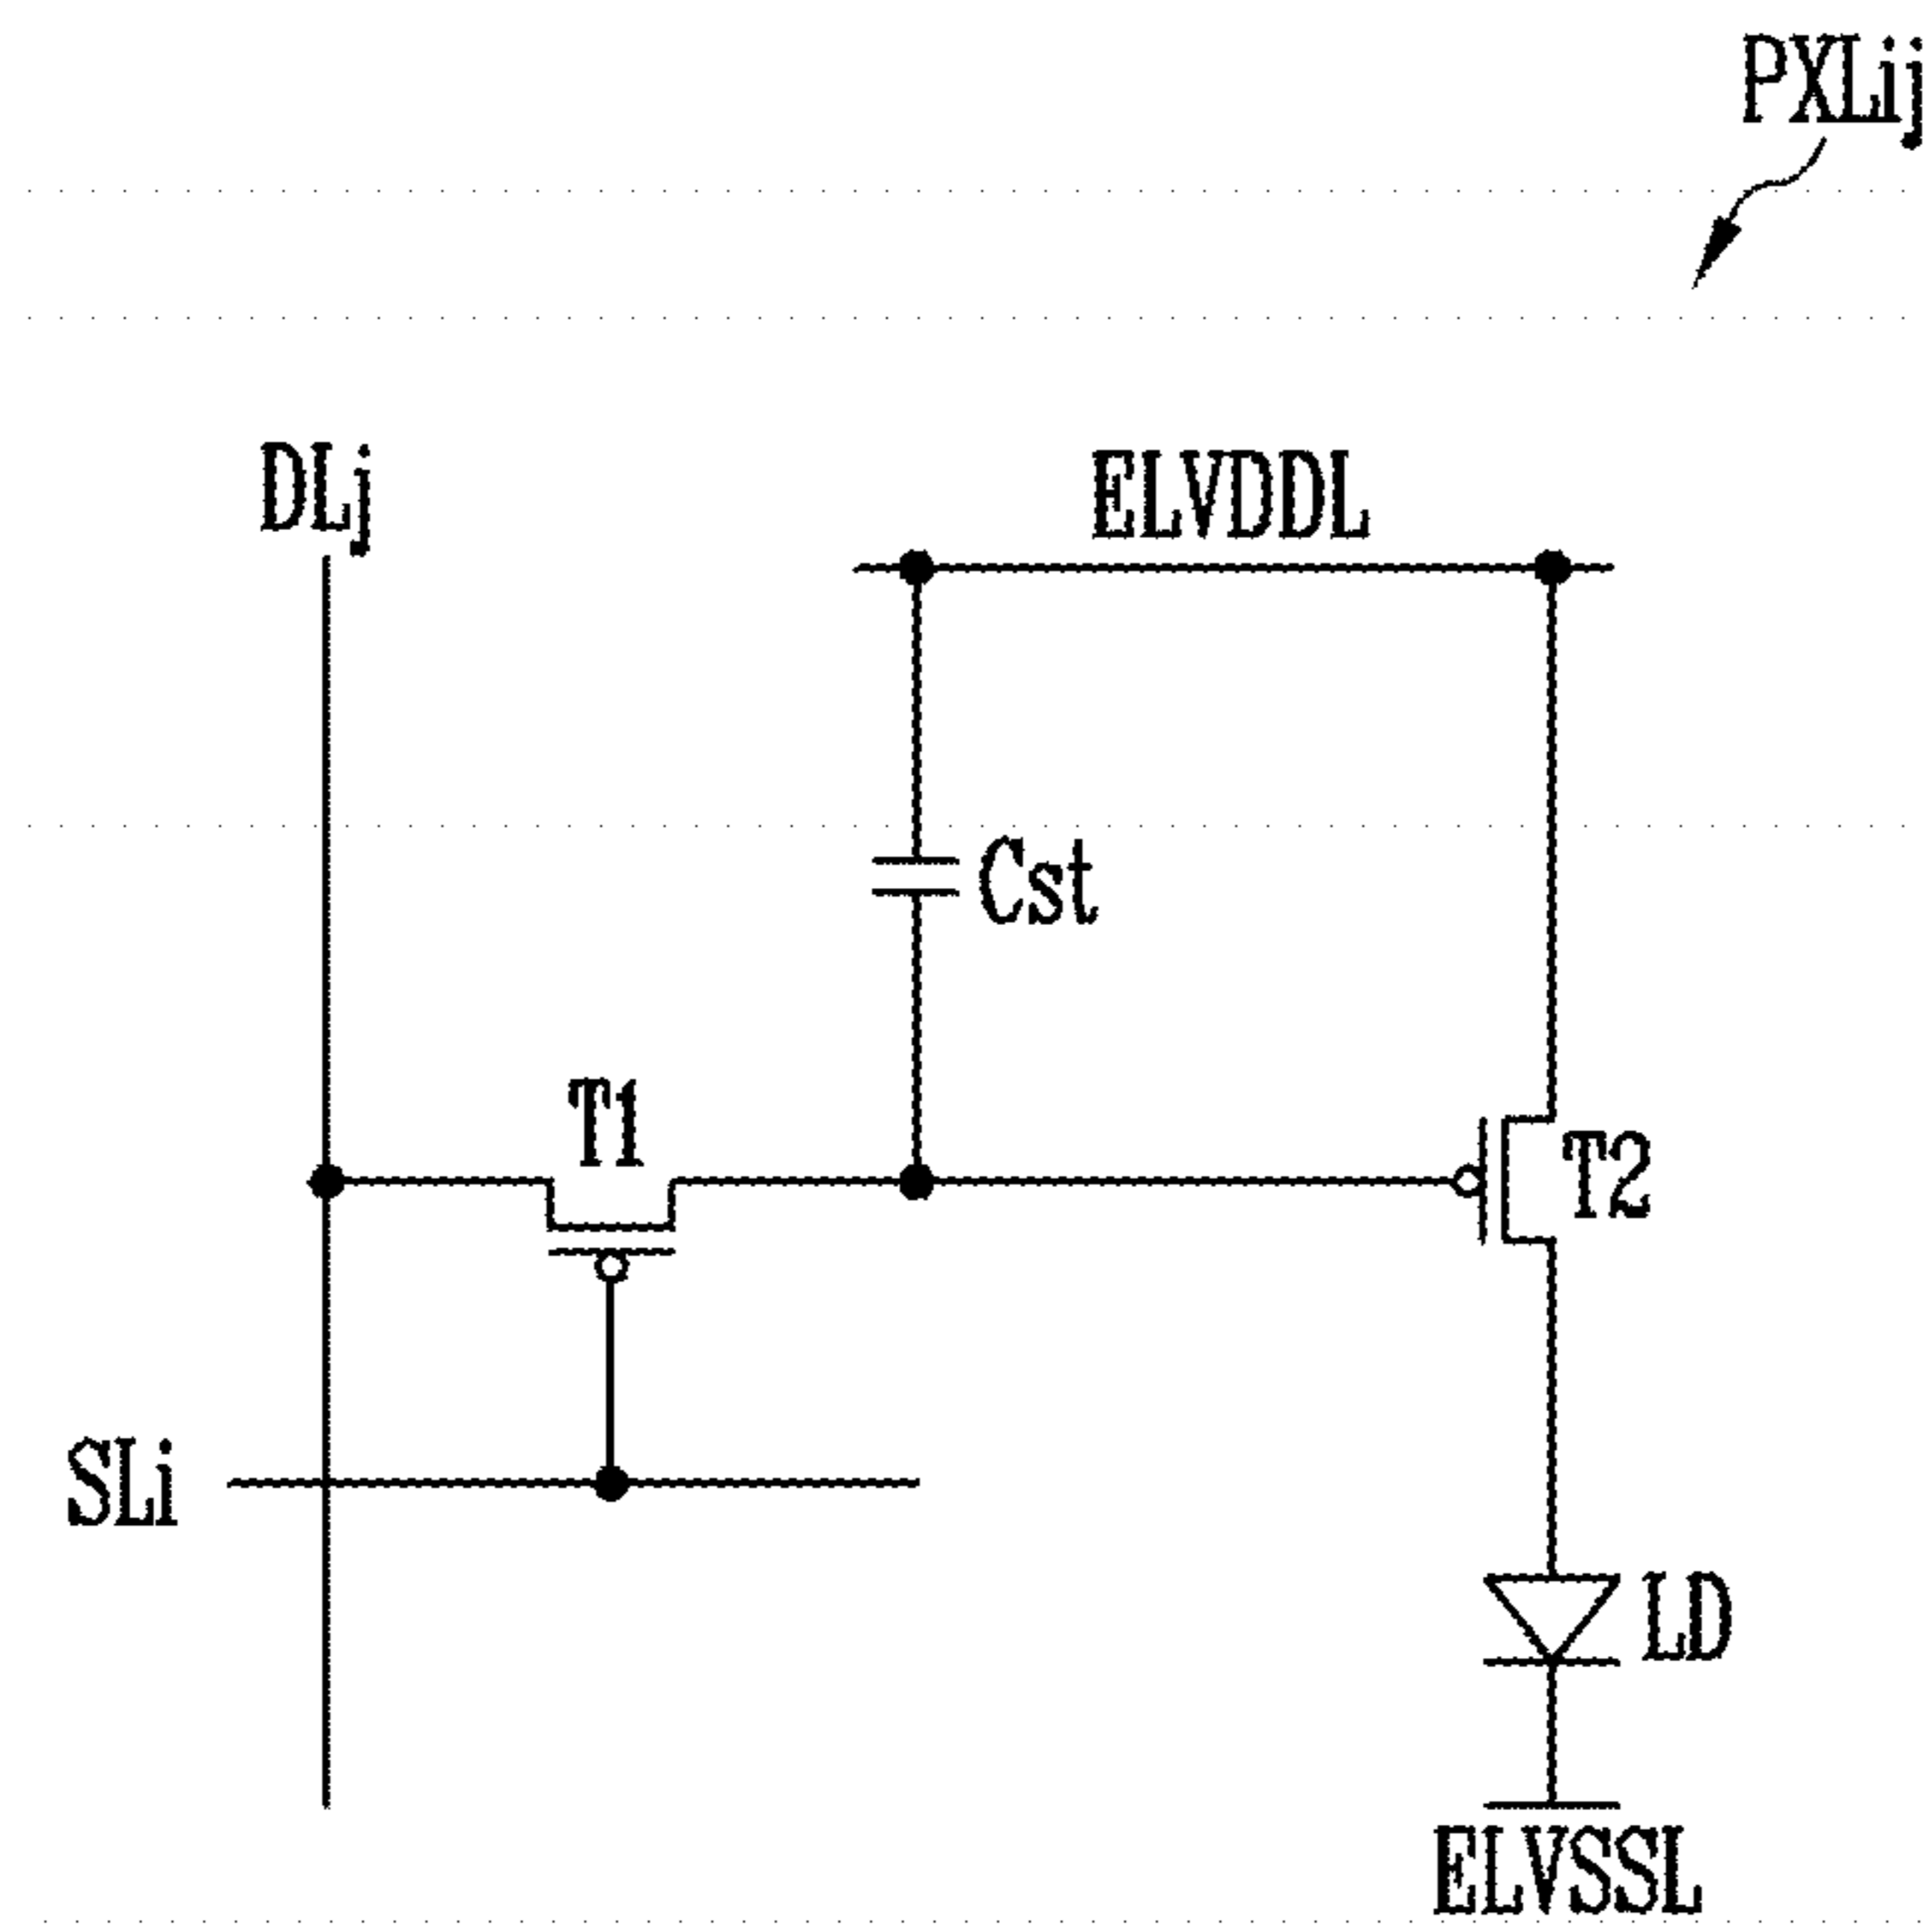 PXLij
DLj
ELVDDL
Cst
T1
T2
SLi
LD
ELVSSL